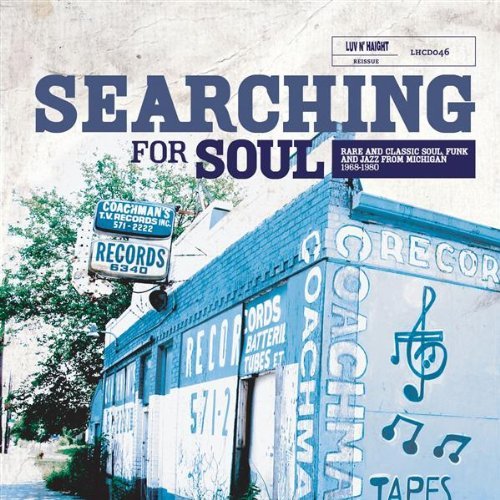 LUV N' HAIGHT
REISSUE
LHCD046
SEARCHING
FOR SOUL
RARE AND CLASSIC SOUL, FUNK
AND JAZZ FROM MICHIGAN
1968-1980
COACHMAN'S
T.V. RECORDS INC.
571-2222
RECORDS
6340
RECOR
571-2
CORDS
BATTERI
TUBES ET
COACHMA
COACHMA
RECOR
TAPES